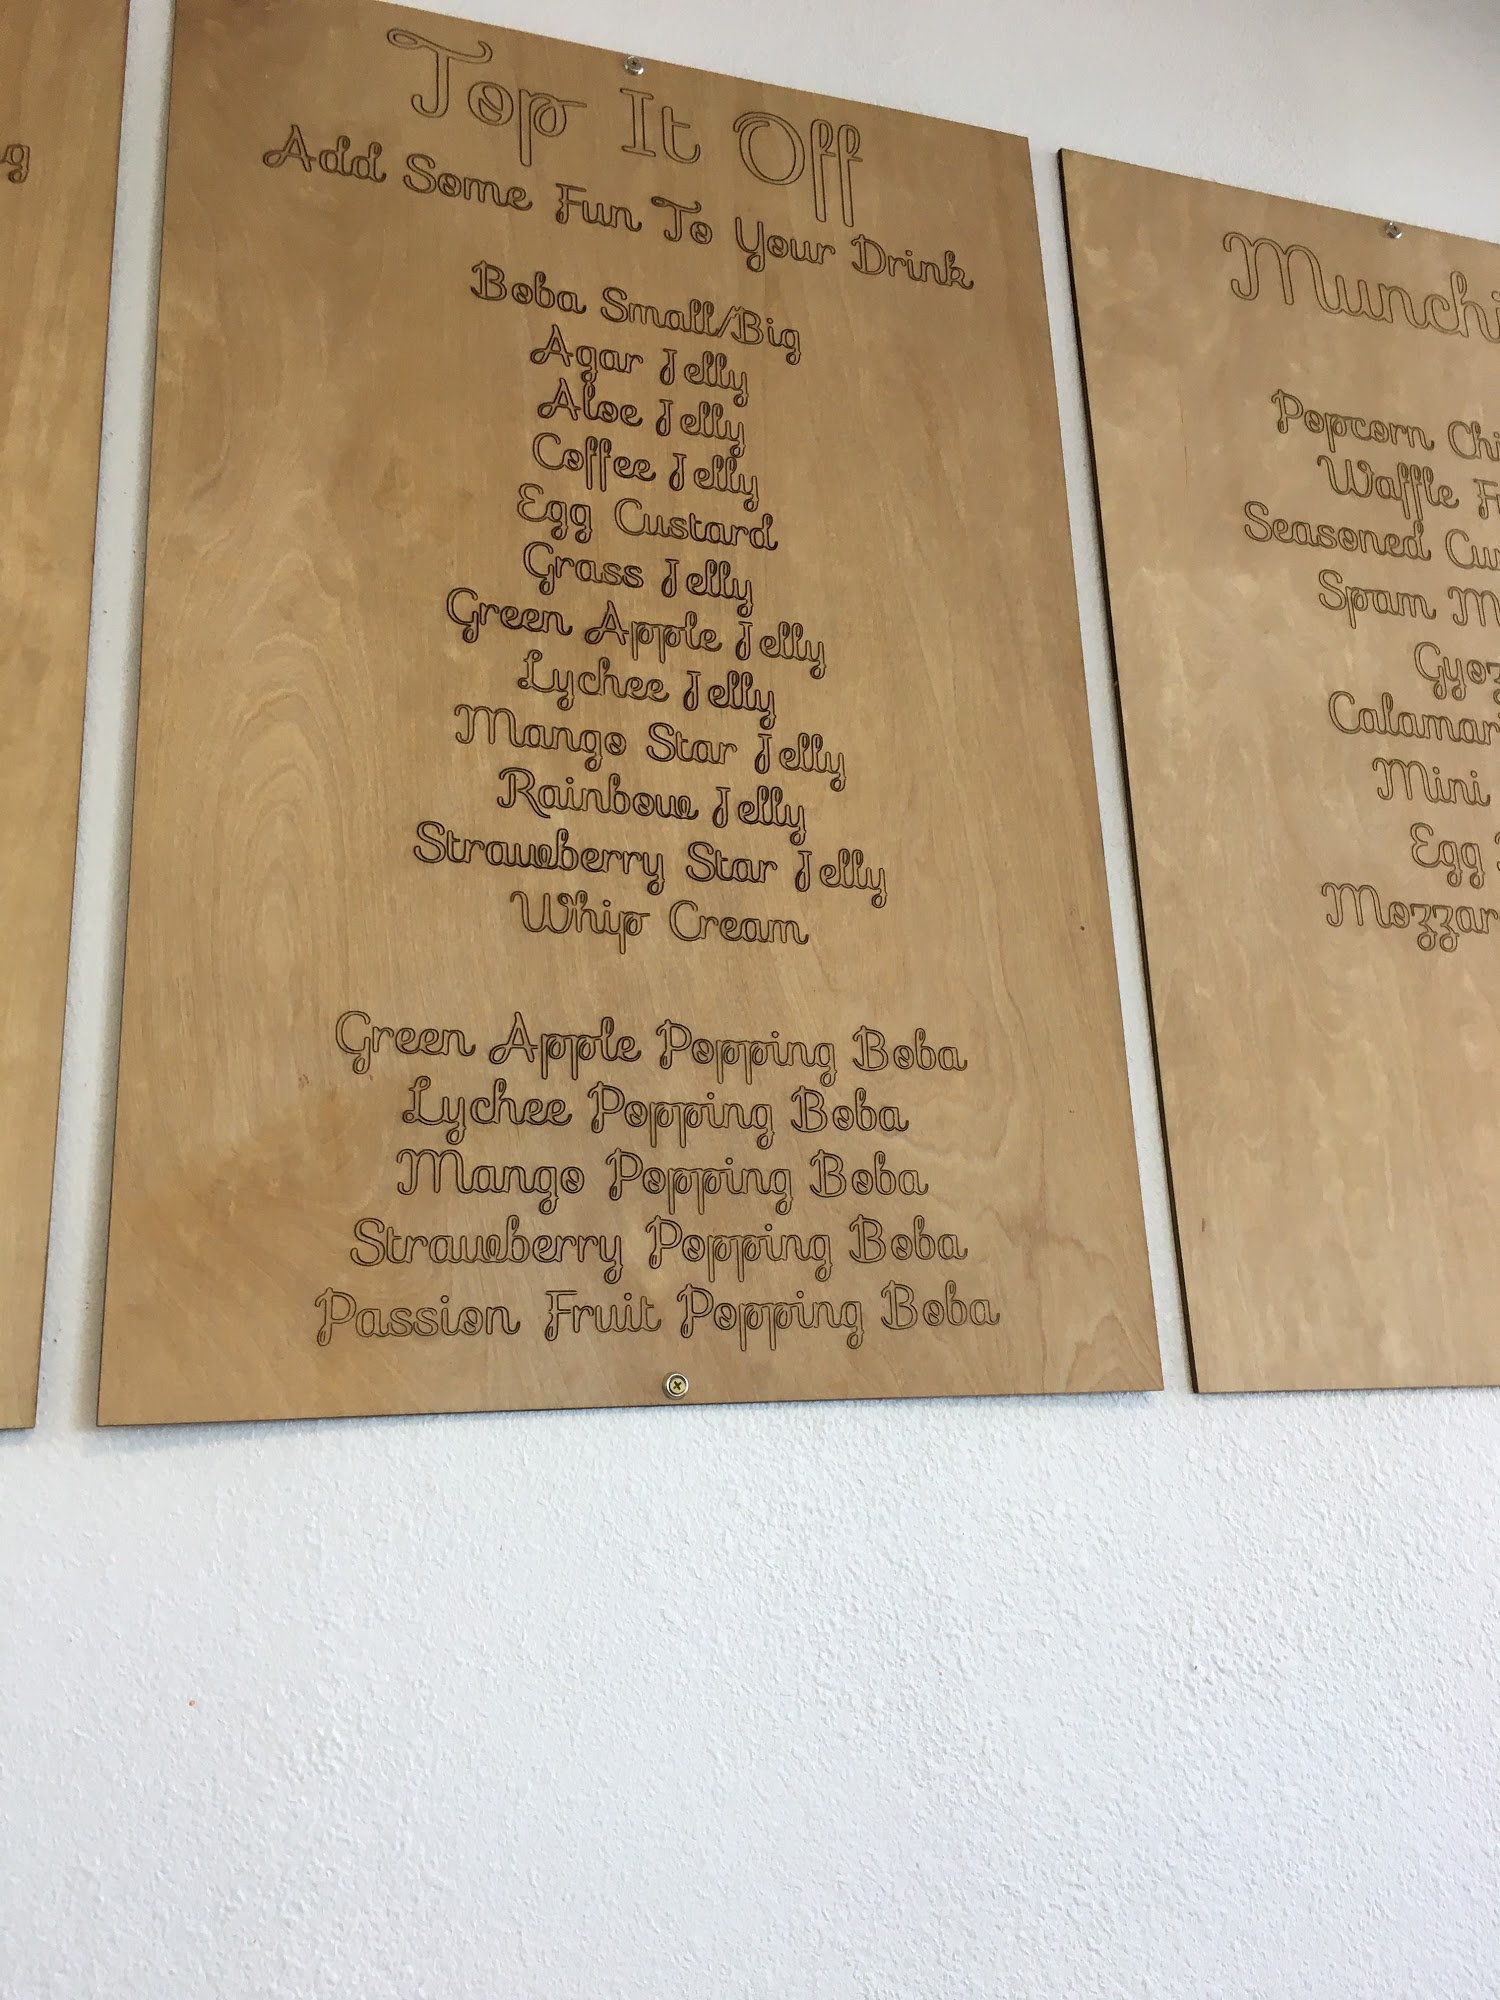 Top It Off
Add Some Fun To Your Drink
Boba Small/Big
Agar Jelly
Aloe Jelly
Coffee Jelly
Egg Custard
Grass Jelly
Green Apple Jelly
Lychee Jelly
Mango Star Jelly
Rainbow Jelly
Strawberry Star Jelly
Whip Cream
Green Apple Popping Boba
Lychee Popping Boba
Mango Popping Boba
Strawberry Popping Boba
Passion Fruit Popping Boba
Popcorn
Waffle
Seasoned
Spam
Mini
Egg